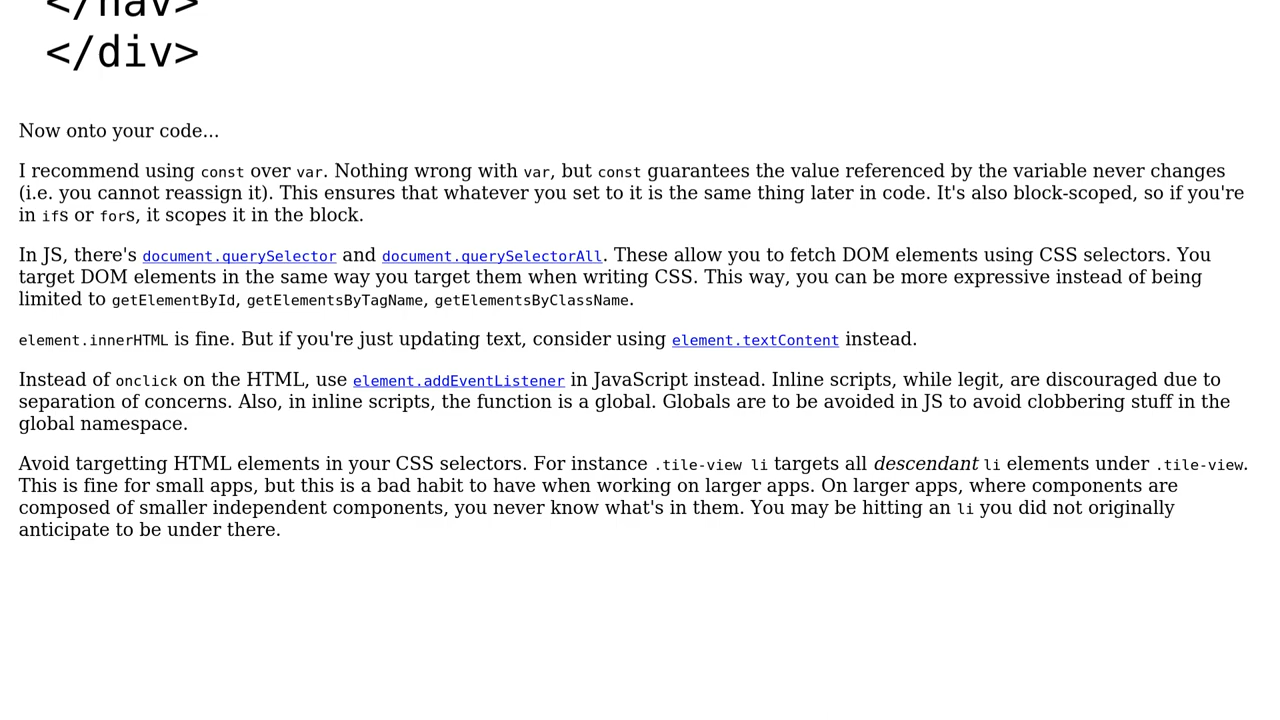 </nav>
</div>
Now onto your code...
I recommend using const over var. Nothing wrong with var, but const guarantees the value referenced by the variable never changes
(i.e. you cannot reassign it). This ensures that whatever you set to it is the same thing later in code. It's also block-scoped, so if you're
in ifs or fors, it scopes it in the block.
In JS, there's document.querySelector and document.querySelectorAll. These allow you to fetch DOM elements using CSS selectors. You
target DOM elements in the same way you target them when writing CSS. This way, you can be more expressive instead of being
limited to getElementById, getElementsByTagName, getElementsByClassName.
element.innerHTML is fine. But if you're just updating text, consider using element.textContent instead.
Instead of onclick on the HTML, use element.addEventListener in JavaScript instead. Inline scripts, while legit, are discouraged due to
separation of concerns. Also, in inline scripts, the function is a global. Globals are to be avoided in JS to avoid clobbering stuff in the
global namespace.
Avoid targetting HTML elements in your CSS selectors. For instance .tile-view li targets all descendant li elements under .tile-view.
This is fine for small apps, but this is a bad habit to have when working on larger apps. On larger apps, where components are
composed of smaller independent components, you never know what's in them. You may be hitting an li you did not originally
anticipate to be under there.